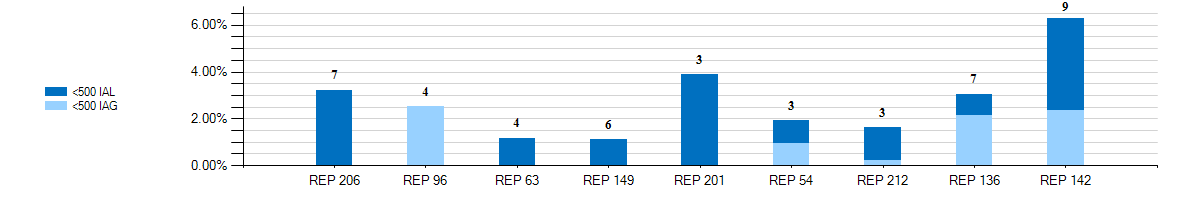 6.00%
4.00%
2.00%
0.00%
<500 IAL
<500 IAG
7
4
4
6
3
3
3
7
9
REP 206
REP 96
REP 63
REP 149
REP 201
REP 54
REP 212
REP 136
REP 142